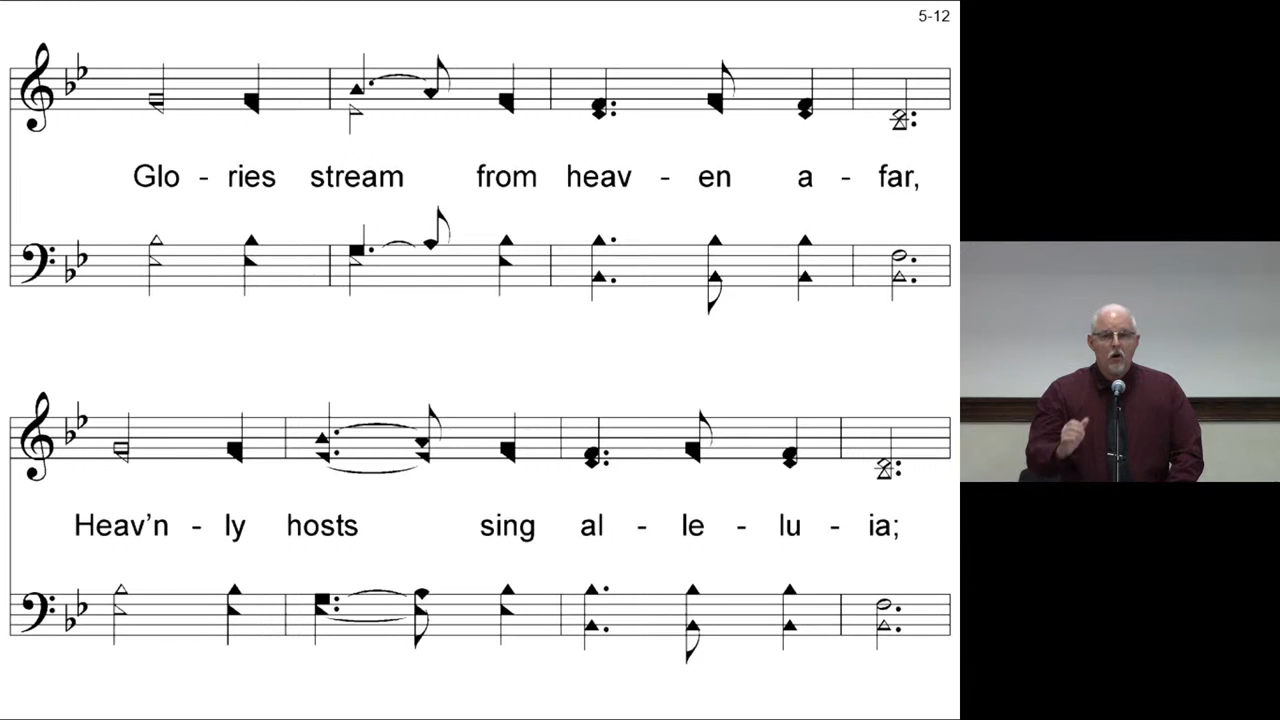 5-12
Glo - ries stream from heav - en a - far,
Heav'n - ly hosts sing al - le - lu - ia;